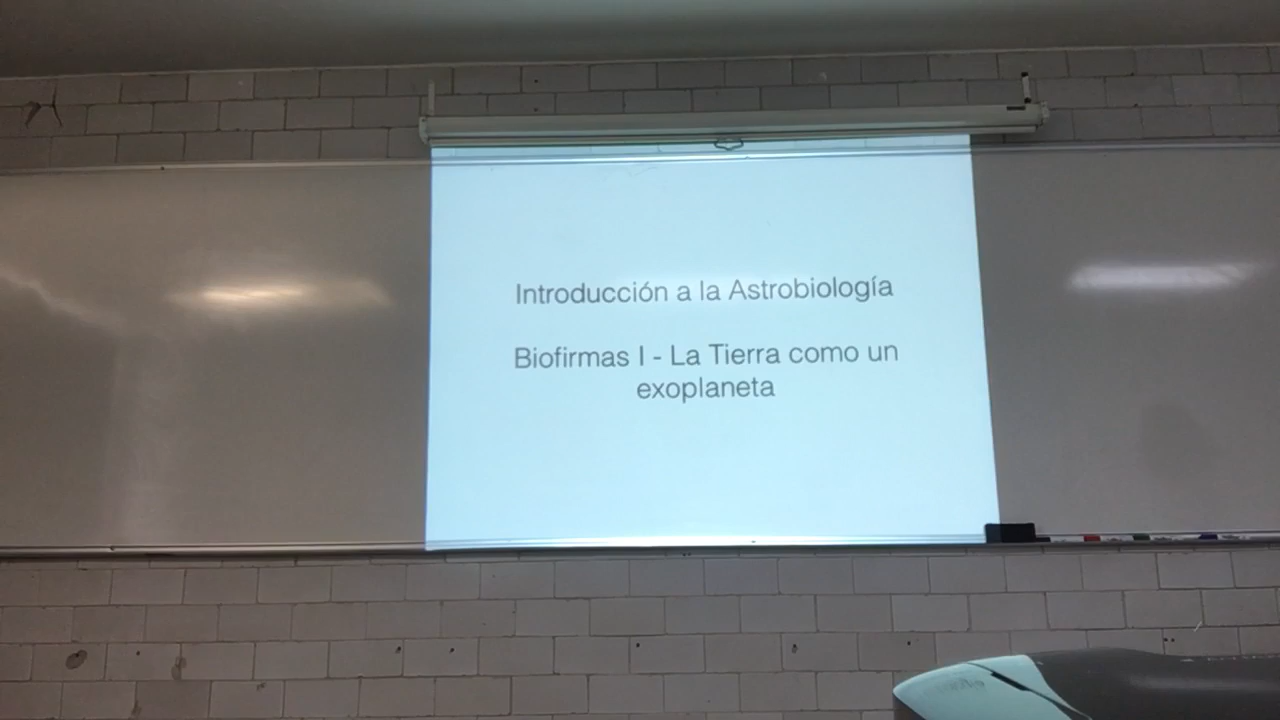 Introducción a la Astrobiología
Biofirmas I - La Tierra como un
exoplaneta